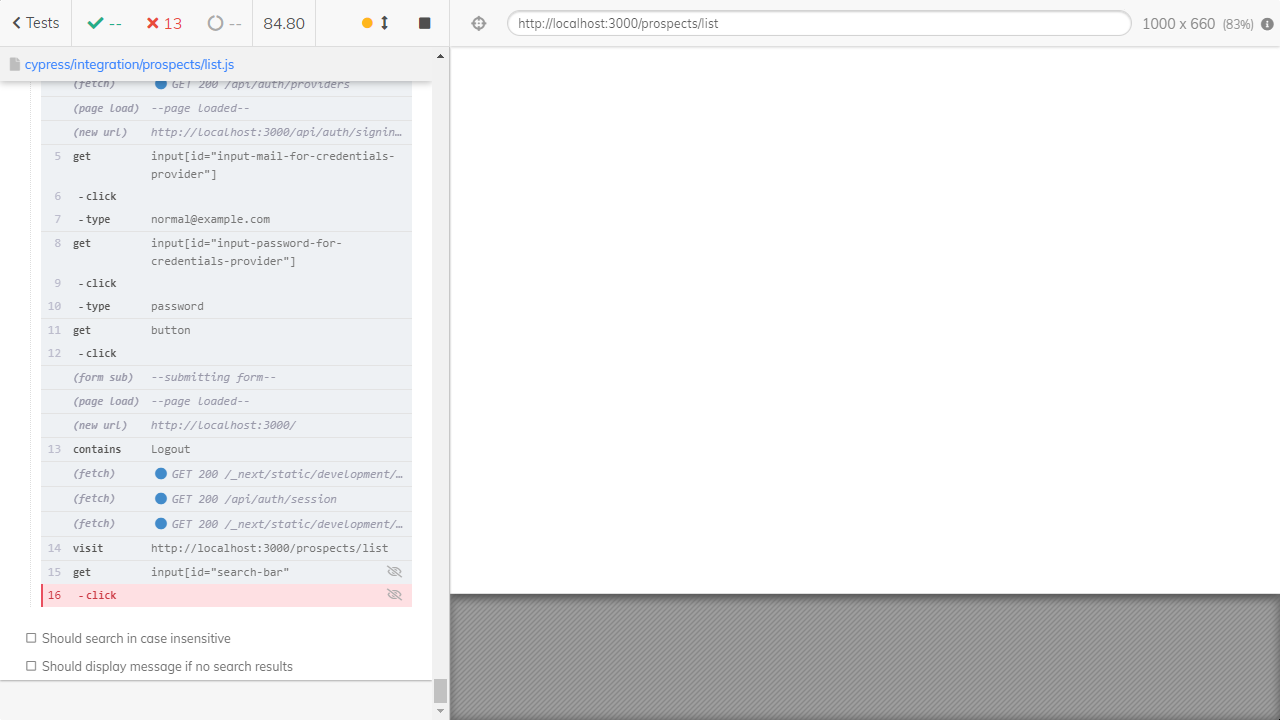 Tests
--
13
--
84.80
http://localhost:3000/prospects/list
1000 x 660 (83%)
cypress/integration/prospects/list.js
(fetch) GET 200 /api/auth/providers
(page load) --page loaded--
(new url) http://localhost:3000/api/auth/signin…
5 get input[id="input-mail-for-credentials-
provider"]
6 -click
7 -type normal@example.com
8 get input[id="input-password-for-
credentials-provider"]
9 -click
10 -type password
11 get button
12 -click
(form sub) --submitting form--
(page load) --page loaded--
(new url) http://localhost:3000/
13 contains Logout
(fetch) GET 200 /_next/static/development/…
(fetch) GET 200 /api/auth/session
(fetch) GET 200 /_next/static/development/…
14 visit http://localhost:3000/prospects/list
15 get input[id="search-bar"
16 -click
Should search in case insensitive
Should display message if no search results